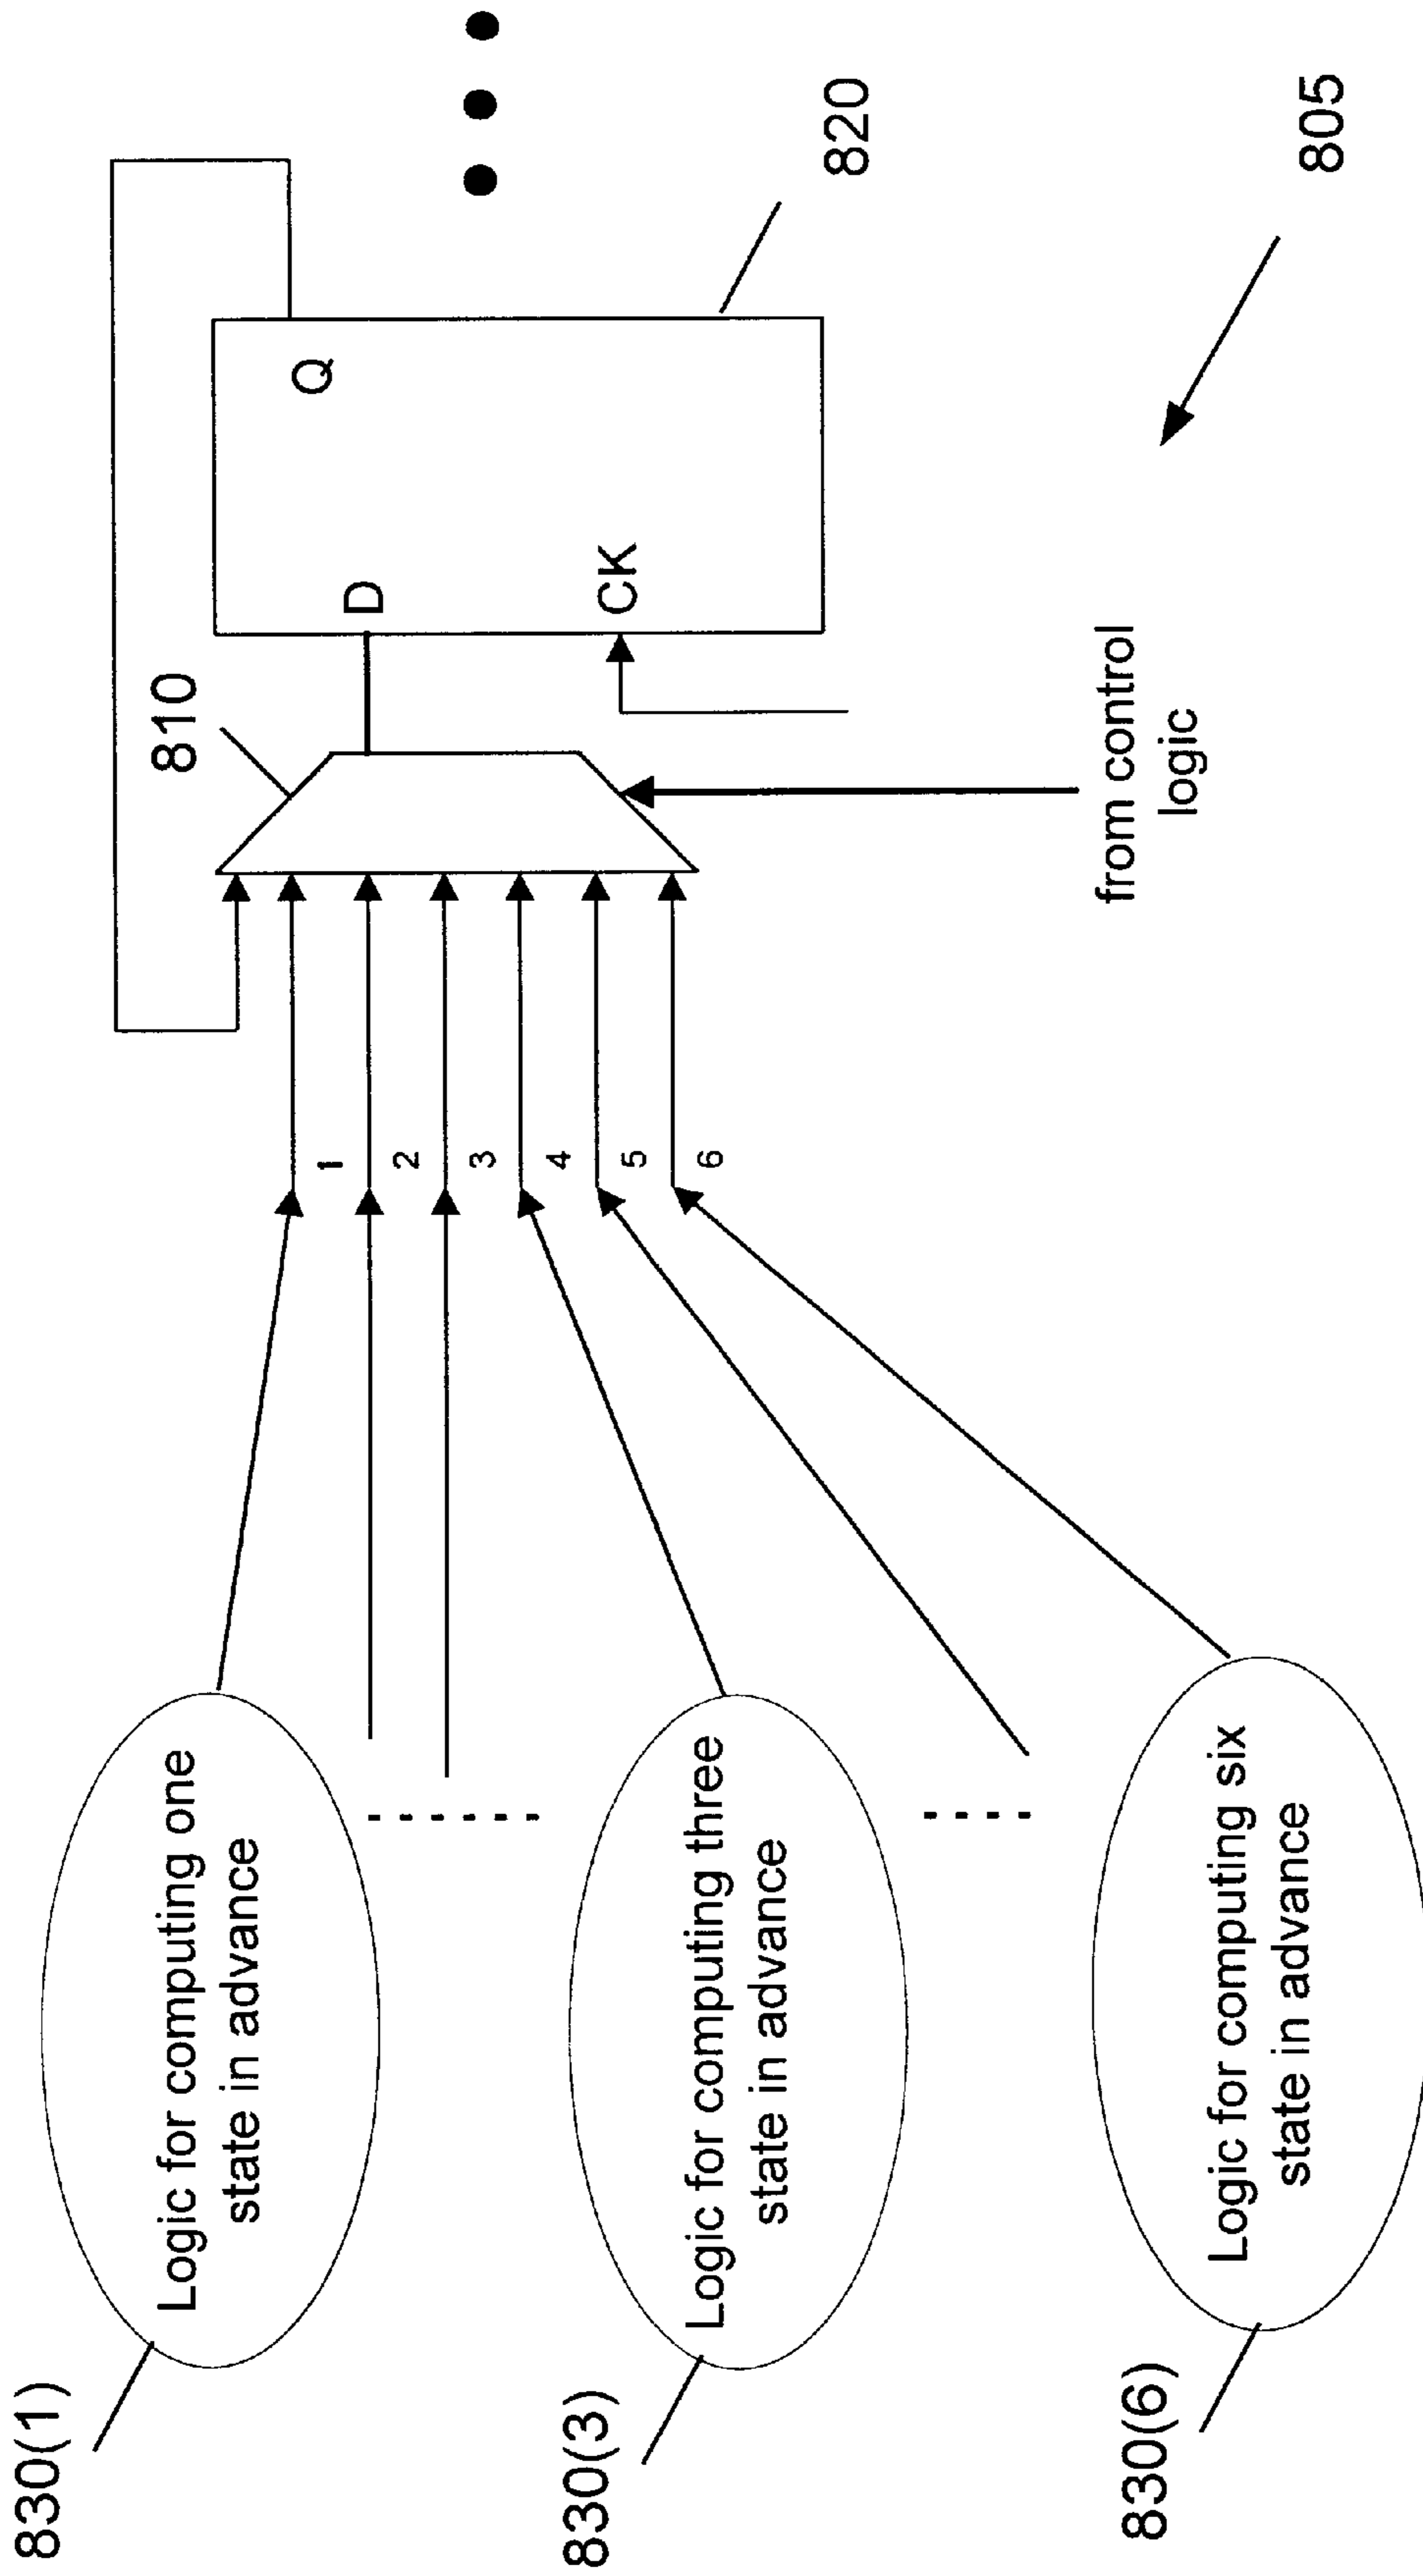 830(1)
Logic for computing one
state in advance
830(3)
Logic for computing three
state in advance
830(6)
Logic for computing six
state in advance
1
2
3
4
5
6
810
D
Q
CK
820
from control
logic
805